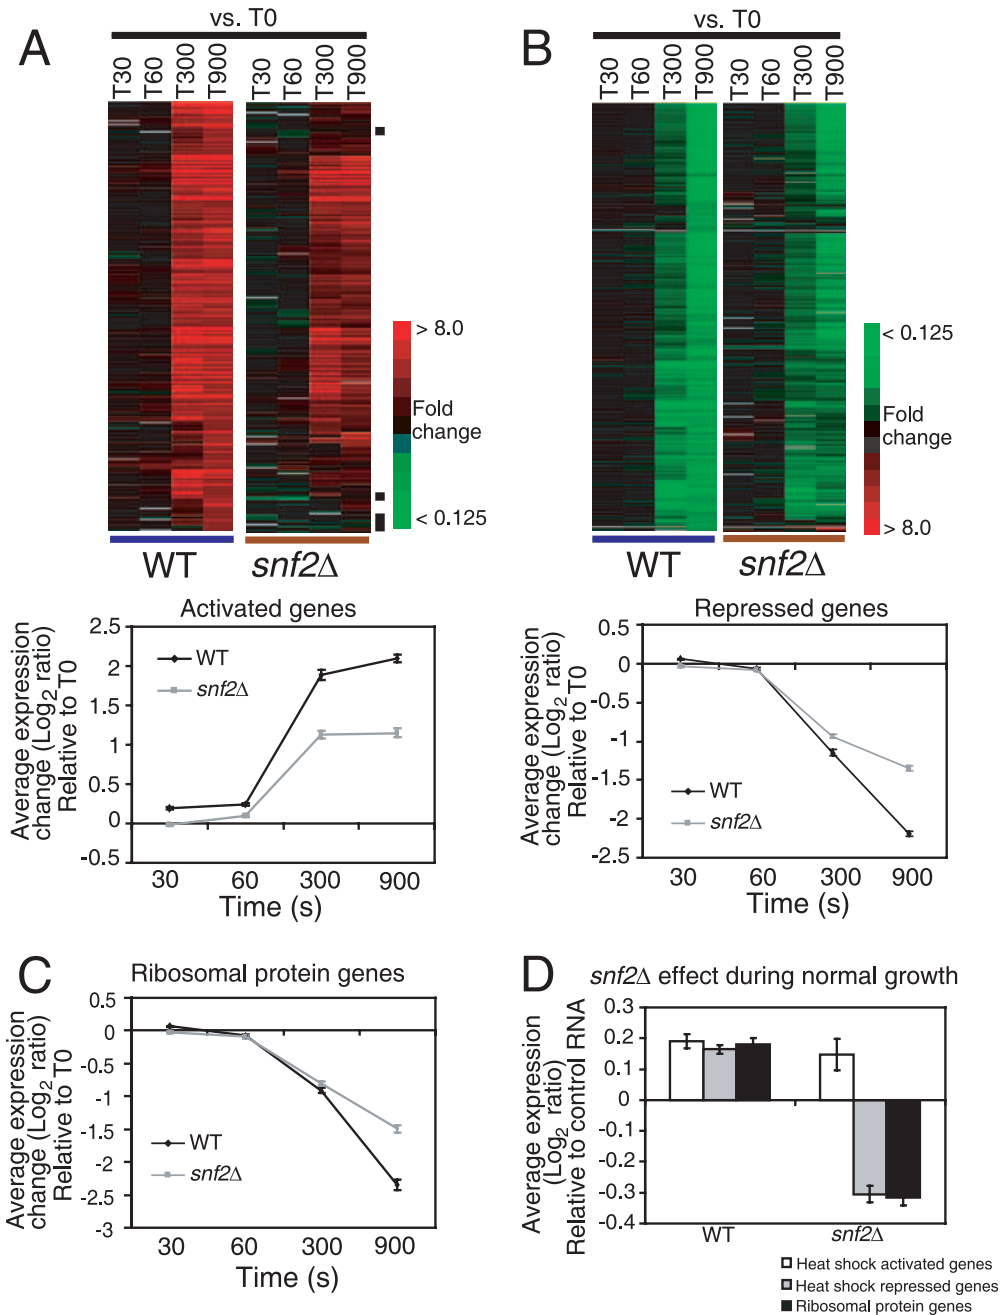 A
vs. T0
T30 T60 T300 T900 T30 T60 T300 T900
> 8.0
Fold
change
< 0.125
WT snf2Δ
Activated genes
Average expression
change (Log2 ratio)
Relative to T0
2.5
2
1.5
1
0.5
0
-0.5
WT
snf2Δ
30 60 300 900
Time (s)
B
vs. T0
T30 T60 T300 T900 T30 T60 T300 T900
< 0.125
Fold
change
> 8.0
WT snf2Δ
Repressed genes
Average expression
change (Log2 ratio)
Relative to T0
0.5
0
-0.5
-1
-1.5
-2
-2.5
WT
snf2Δ
30 60 300 900
Time (s)
C
Ribosomal protein genes
Average expression
change (Log2 ratio)
Relative to T0
0.5
0
-0.5
-1
-1.5
-2
-2.5
-3
WT
snf2Δ
30 60 300 900
Time (s)
D
snf2Δ effect during normal growth
Average expression
(Log2 ratio)
Relative to control RNA
0.3
0.2
0.1
0
-0.1
-0.2
-0.3
-0.4
WT snf2Δ
Heat shock activated genes
Heat shock repressed genes
Ribosomal protein genes